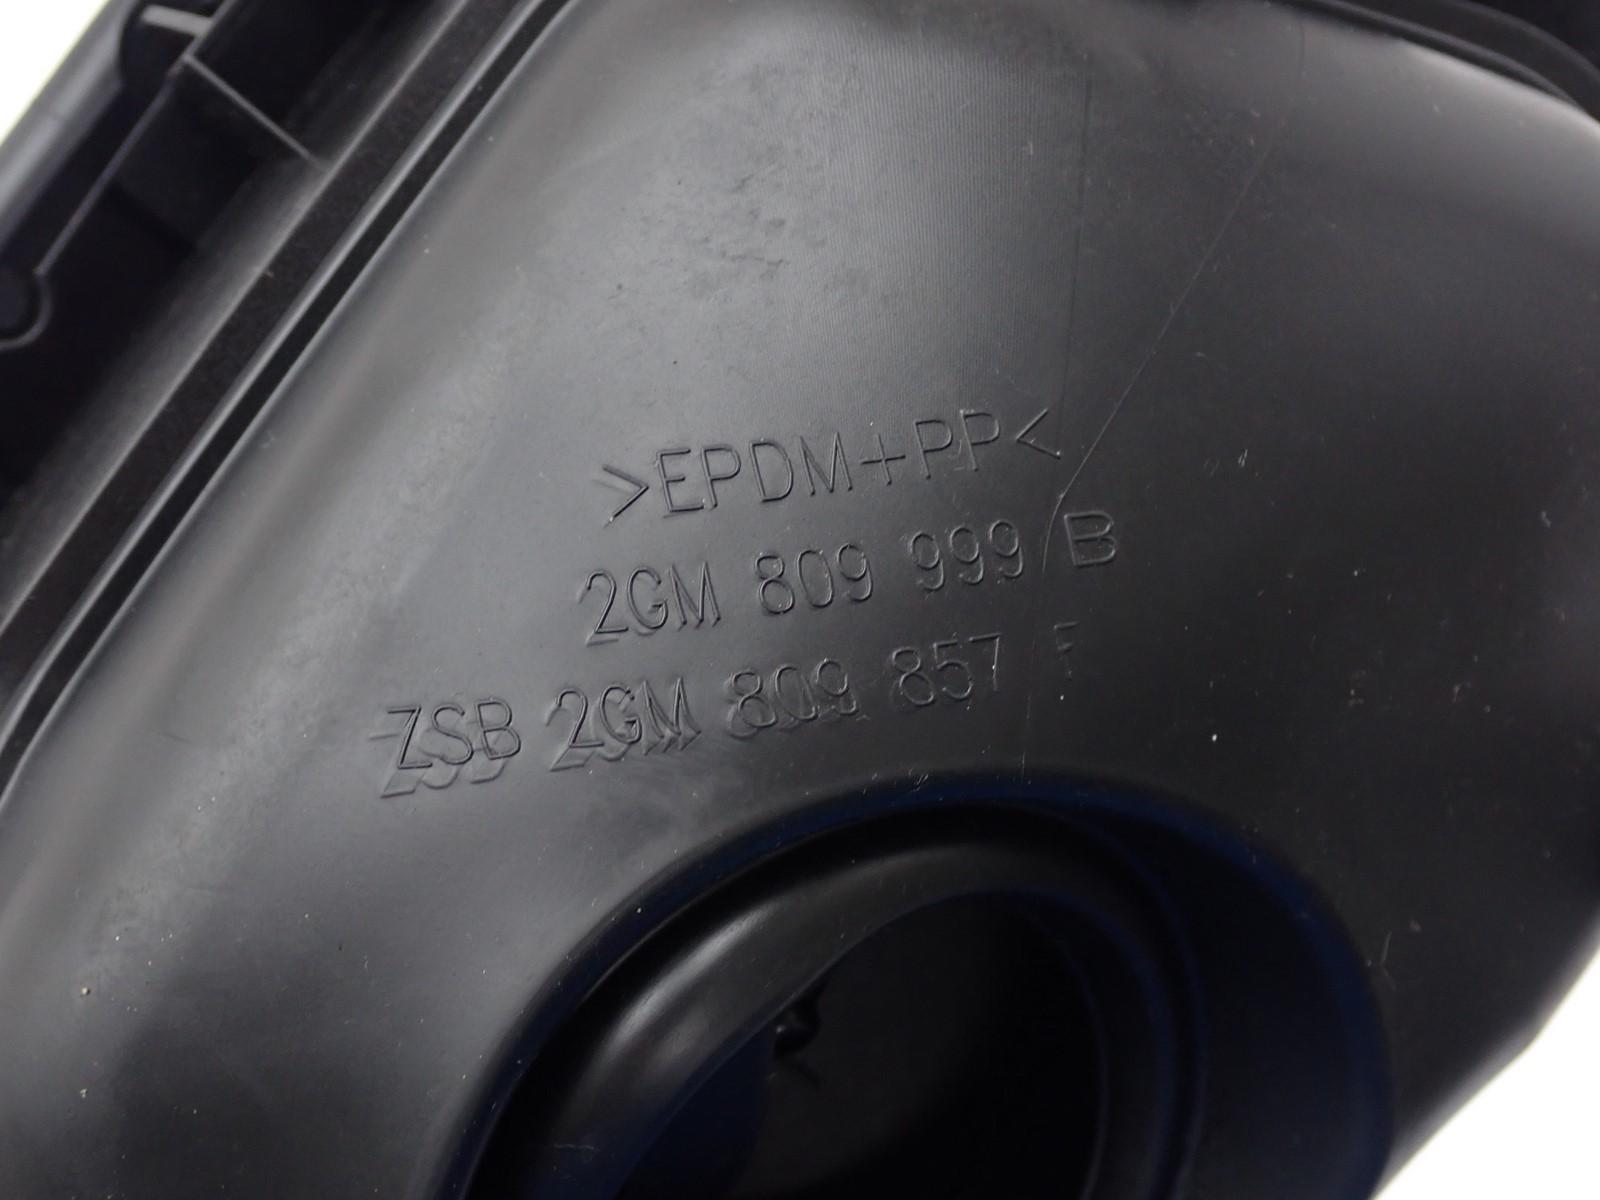 >EPDM+PP<
2GM 809 999 B
ZSB 2GM 809 857 F